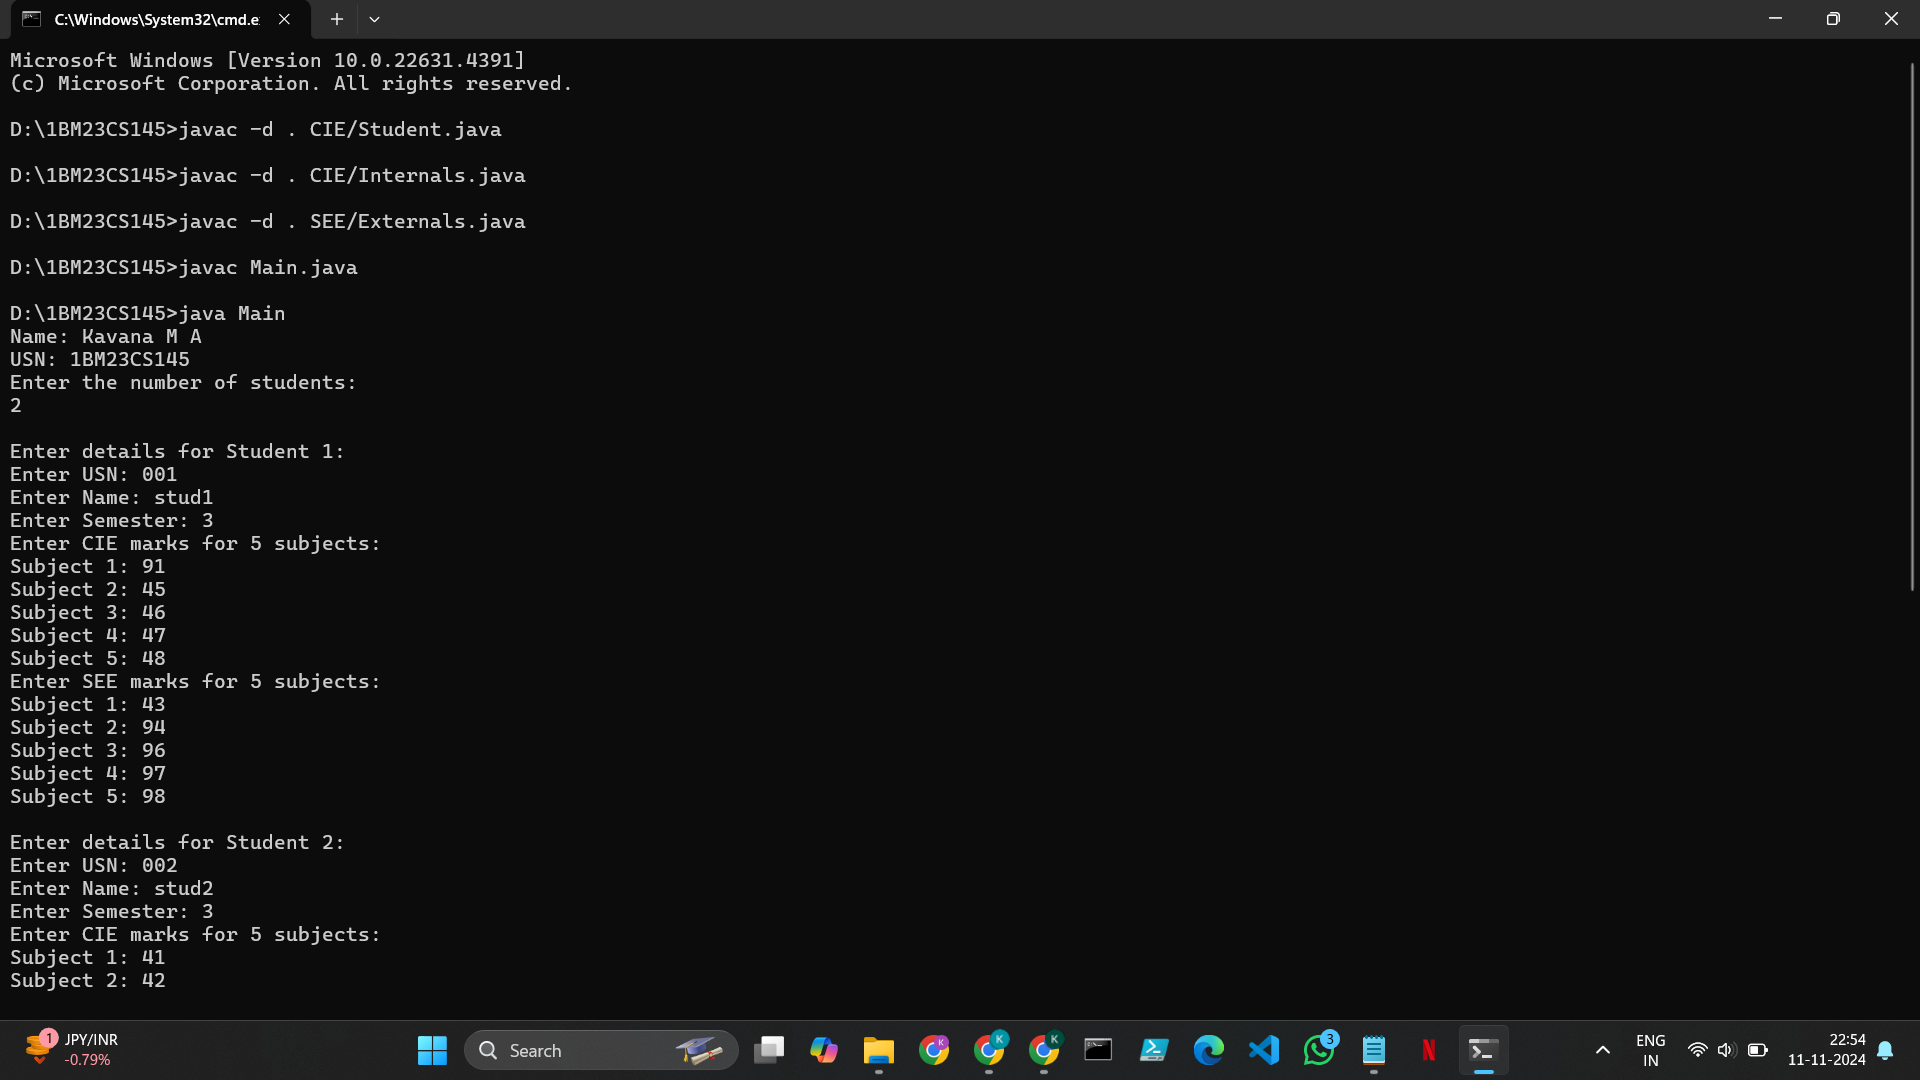 C:\Windows\System32\cmd.e
Microsoft Windows [Version 10.0.22631.4391]
(c) Microsoft Corporation. All rights reserved.
D:\1BM23CS145>javac -d . CIE/Student.java
D:\1BM23CS145>javac -d . CIE/Internals.java
D:\1BM23CS145>javac -d . SEE/Externals.java
D:\1BM23CS145>javac Main.java
D:\1BM23CS145>java Main
Name: Kavana M A
USN: 1BM23CS145
Enter the number of students:
2
Enter details for Student 1:
Enter USN: 001
Enter Name: stud1
Enter Semester: 3
Enter CIE marks for 5 subjects:
Subject 1: 91
Subject 2: 45
Subject 3: 46
Subject 4: 47
Subject 5: 48
Enter SEE marks for 5 subjects:
Subject 1: 43
Subject 2: 94
Subject 3: 96
Subject 4: 97
Subject 5: 98
Enter details for Student 2:
Enter USN: 002
Enter Name: stud2
Enter Semester: 3
Enter CIE marks for 5 subjects:
Subject 1: 41
Subject 2: 42
1
JPY/INR
-0.79%
Search
K
K
K
3
N
ENG
IN
22:54
11-11-2024